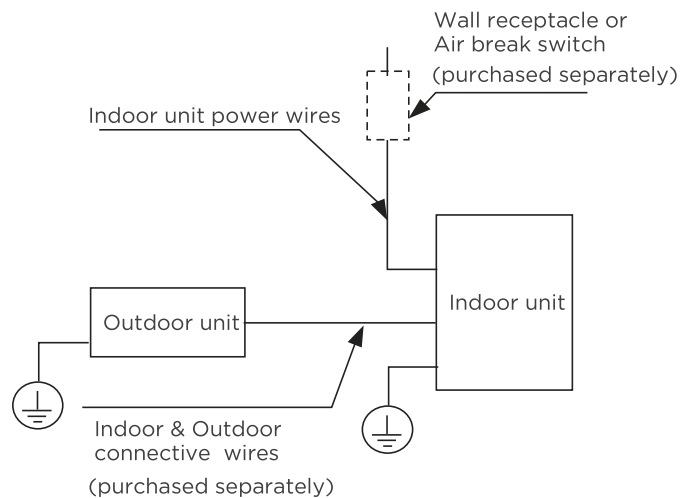 Wall receptacle or
Air break switch
(purchased separately)
Indoor unit power wires
Indoor unit
Outdoor unit
Indoor & Outdoor
connective wires
(purchased separately)